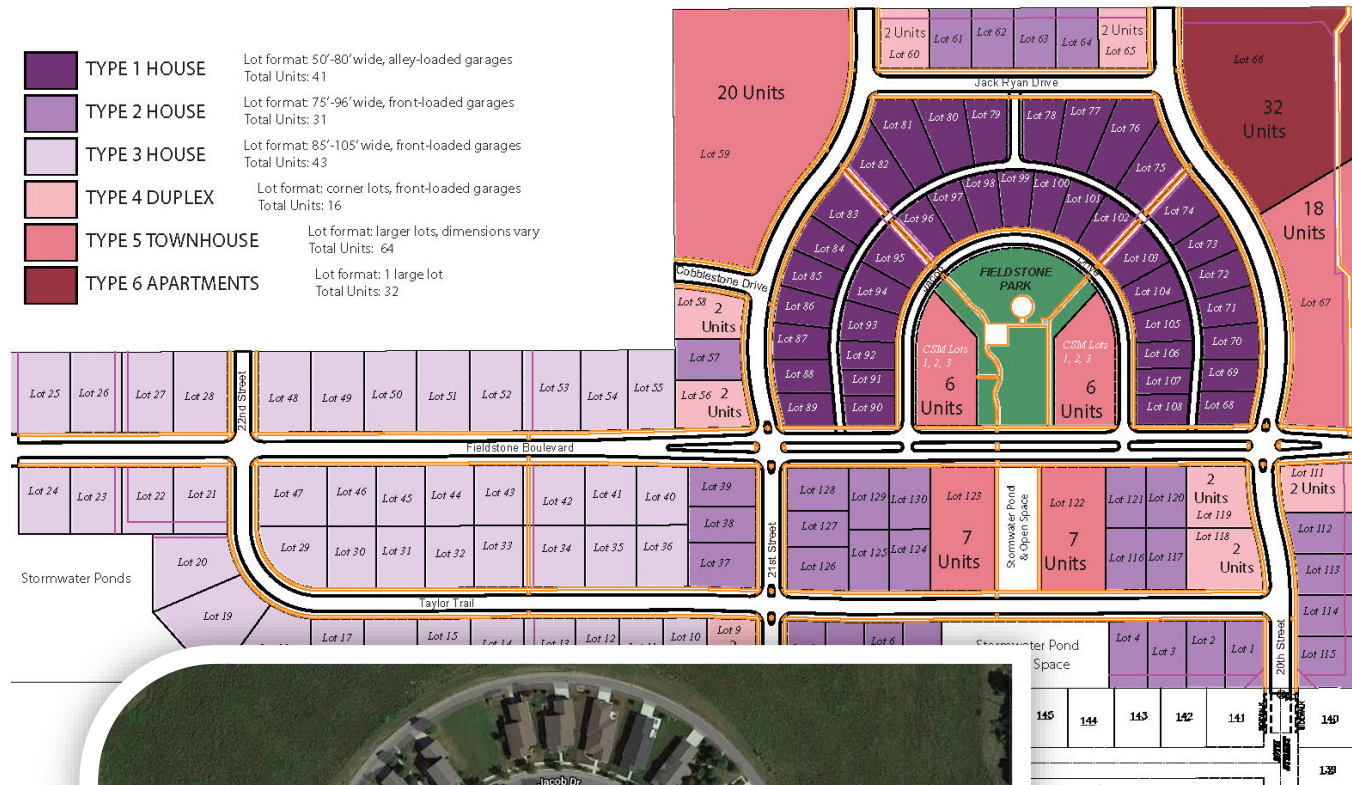 TYPE 1 HOUSE
Lot format: 50'-80' wide, alley-loaded garages
Total Units: 41
TYPE 2 HOUSE
Lot format: 75'-96' wide, front-loaded garages
Total Units: 31
TYPE 3 HOUSE
Lot format: 85'-105' wide, front-loaded garages
Total Units: 43
TYPE 4 DUPLEX
Lot format: corner lots, front-loaded garages
Total Units: 16
TYPE 5 TOWNHOUSE
Lot format: larger lots, dimensions vary
Total Units: 64
TYPE 6 APARTMENTS
Lot format: 1 large lot
Total Units: 32
20 Units
Lot 59
2 Units
Lot 60
Lot 61
Lot 62
Lot 63
Lot 64
2 Units
Lot 65
Lot 66
32
Units
Jack Ryan Drive
18
Units
Lot 67
Lot 82
Lot 81
Lot 80
Lot 79
Lot 78
Lot 77
Lot 76
Lot 75
Lot 83
Lot 84
Lot 85
Lot 86
Lot 87
Lot 88
Lot 89
Lot 96
Lot 97
Lot 98
Lot 99
Lot 100
Lot 101
Lot 102
Lot 95
Lot 94
Lot 93
Lot 92
Lot 91
Lot 90
Lot 103
Lot 104
Lot 105
Lot 106
Lot 107
Lot 108
Lot 74
Lot 73
Lot 72
Lot 71
Lot 70
Lot 69
Lot 68
Drive
FIELDSTONE
PARK
CSM Lots
1, 2, 3
6
Units
CSM Lots
1, 2, 3
6
Units
Cobblestone Drive
Lot 58
2
Units
Lot 57
Lot 56
2
Units
Lot 25
Lot 26
Lot 27
Lot 28
22nd Street
Lot 48
Lot 49
Lot 50
Lot 51
Lot 52
Lot 53
Lot 54
Lot 55
Fieldstone Boulevard
Lot 24
Lot 23
Lot 22
Lot 21
Lot 47
Lot 46
Lot 45
Lot 44
Lot 43
Lot 42
Lot 41
Lot 40
Lot 39
Lot 38
Lot 37
Lot 29
Lot 30
Lot 31
Lot 32
Lot 33
Lot 34
Lot 35
Lot 36
21st Street
Lot 128
Lot 127
Lot 126
Lot 129
Lot 130
Lot 125
Lot 124
Lot 123
7
Units
Stormwater Pond
& Open Space
Lot 122
7
Units
Lot 121
Lot 120
Lot 116
Lot 117
2
Units
Lot 119
Lot 118
2
Units
Lot 111
2 Units
Lot 112
Lot 113
Lot 114
Lot 115
Stormwater Ponds
Lot 20
Lot 19
Taylor Trail
Lot 17
Lot 15
Lot 14
Lot 13
Lot 12
Lot 10
Lot 9
Lot 6
Stormwater Pond
Space
Lot 4
Lot 3
Lot 2
Lot 1
20th Street
145
144
143
142
141
140
139
Jacob Dr